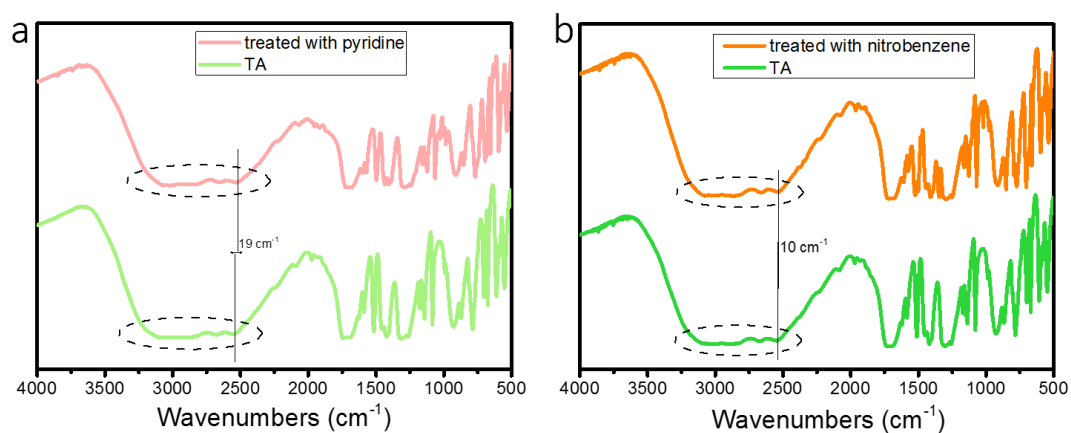 a
treated with pyridine
TA
19 cm⁻¹
4000 3500 3000 2500 2000 1500 1000 500
Wavenumbers (cm⁻¹)
b
treated with nitrobenzene
TA
10 cm⁻¹
4000 3500 3000 2500 2000 1500 1000 500
Wavenumbers (cm⁻¹)